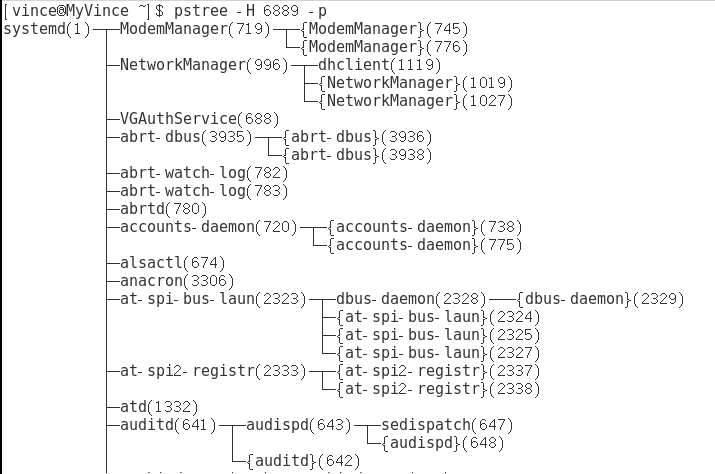 [vince@MyVince ~]$ pstree -H 6889 -p
systemd(1)─┬─ModemManager(719)─┬─{ModemManager}(745)
└─{ModemManager}(776)
├─NetworkManager(996)─┬─dhclient(1119)
├─{NetworkManager}(1019)
└─{NetworkManager}(1027)
├─VGAuthService(688)
├─abrt-dbus(3935)─┬─{abrt-dbus}(3936)
└─{abrt-dbus}(3938)
├─abrt-watch-log(782)
├─abrt-watch-log(783)
├─abrtd(780)
├─accounts-daemon(720)─┬─{accounts-daemon}(738)
└─{accounts-daemon}(775)
├─alsactl(674)
├─anacron(3306)
├─at-spi-bus-laun(2323)─┬─dbus-daemon(2328)───{dbus-daemon}(2329)
├─{at-spi-bus-laun}(2324)
├─{at-spi-bus-laun}(2325)
└─{at-spi-bus-laun}(2327)
├─at-spi2-registr(2333)─┬─{at-spi2-registr}(2337)
└─{at-spi2-registr}(2338)
├─atd(1332)
├─auditd(641)─┬─audispd(643)─┬─sedispatch(647)
└─{audispd}(648)
└─{auditd}(642)